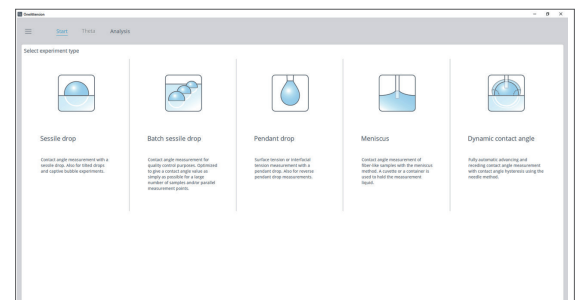 OneAttension
Start Theta Analysis
Select experiment type
Sessile drop
Contact angle measurement with a
sessile drop. Also for tilted drops
and captive bubble experiments.
Batch sessile drop
Contact angle measurement for
quality control purposes. Optimized
to give a contact angle value as
simply as possible for a large
number of samples and/or parallel
measurement points.
Pendant drop
Surface tension or interfacial
tension measurement with a
pendant drop. Also for reverse
pendant drop measurements.
Meniscus
Contact angle measurement of
fiber-like samples with the meniscus
method. A cuvette or a container is
used to hold the measurement
liquid.
Dynamic contact angle
Fully automatic advancing and
receding contact angle measurement
with contact angle hysteresis using the
needle method.